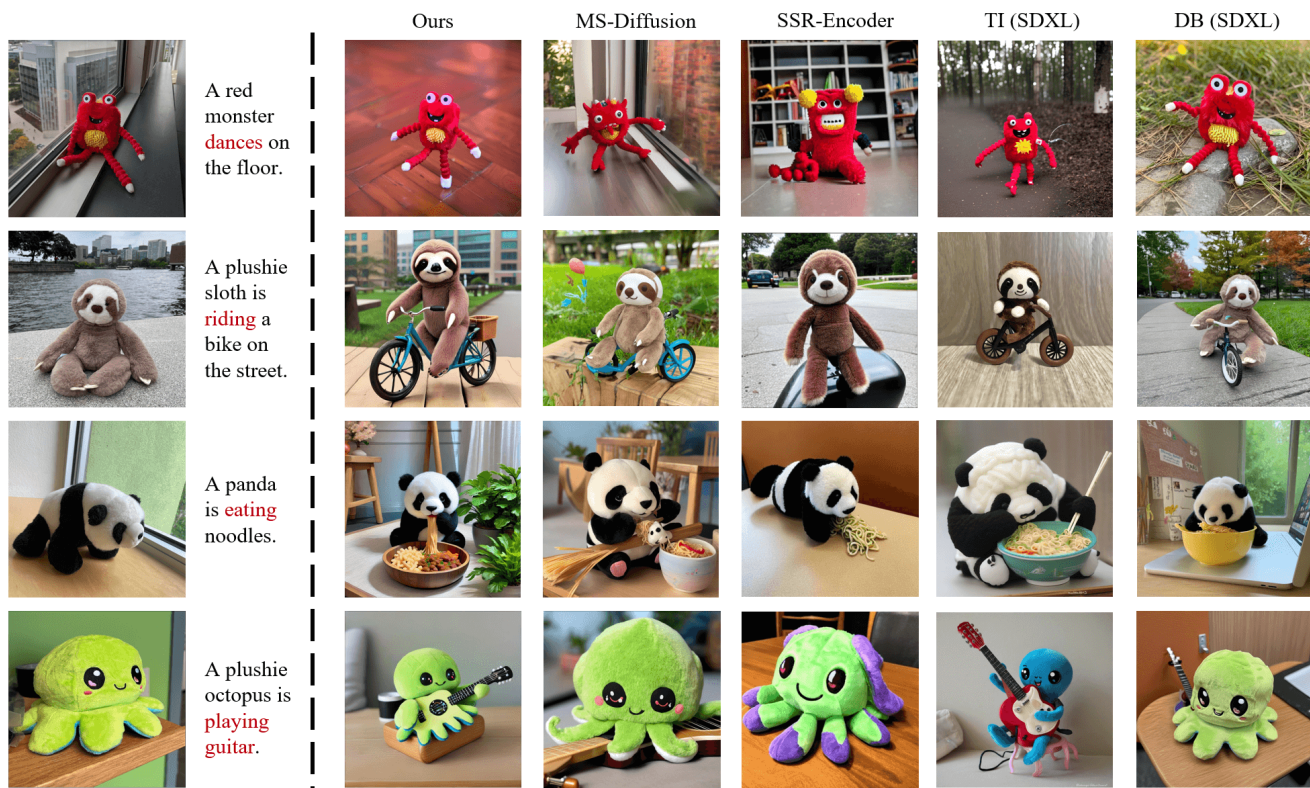 Ours MS-Diffusion SSR-Encoder TI (SDXL) DB (SDXL)
A red
monster
dances on
the floor.
A plushie
sloth is
riding a
bike on
the street.
A panda
is eating
noodles.
A plushie
octopus is
playing
guitar.